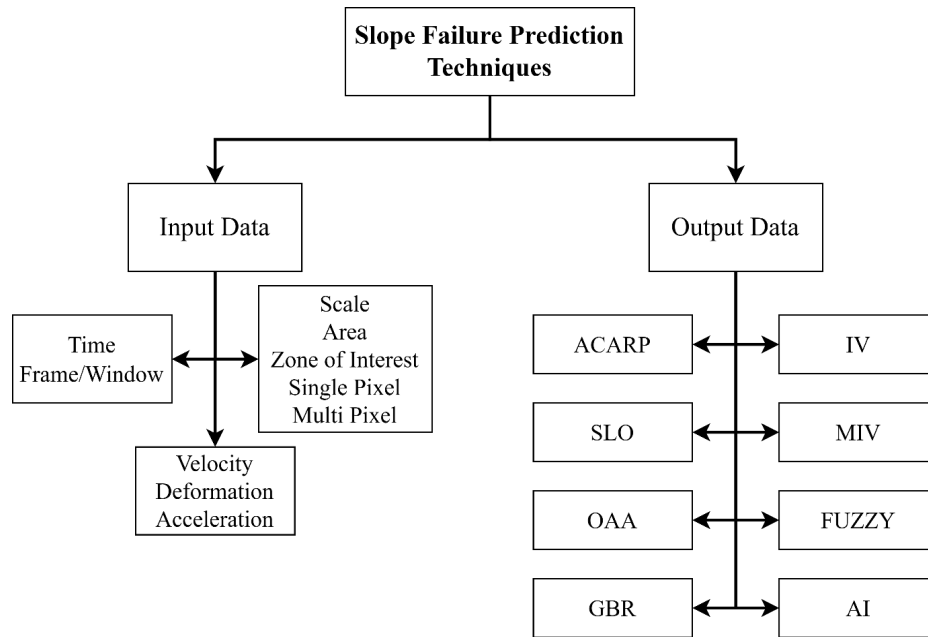 Slope Failure Prediction
Techniques
Input Data
Output Data
Time
Frame/Window
Scale
Area
Zone of Interest
Single Pixel
Multi Pixel
Velocity
Deformation
Acceleration
ACARP
IV
SLO
MIV
OAA
FUZZY
GBR
AI